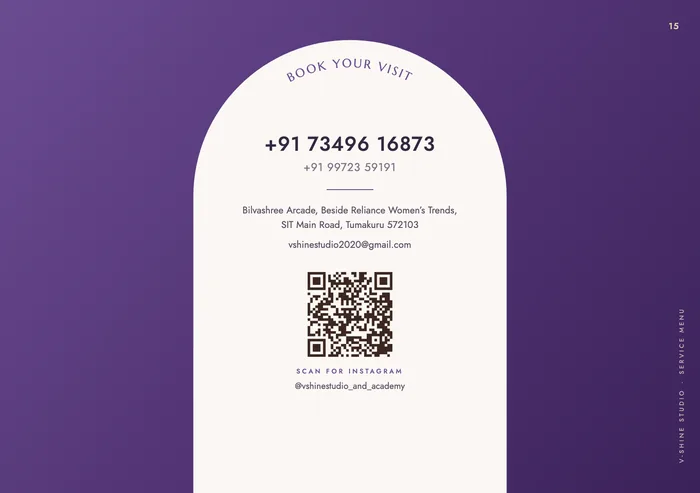 15
BOOK YOUR VISIT
+91 73496 16873
+91 99723 59191
Bilvashree Arcade, Beside Reliance Women's Trends,
SIT Main Road, Tumakuru 572103
vshinestudio2020@gmail.com
SCAN FOR INSTAGRAM
@vshinestudio_and_academy
V-SHINE STUDIO · SERVICE MENU